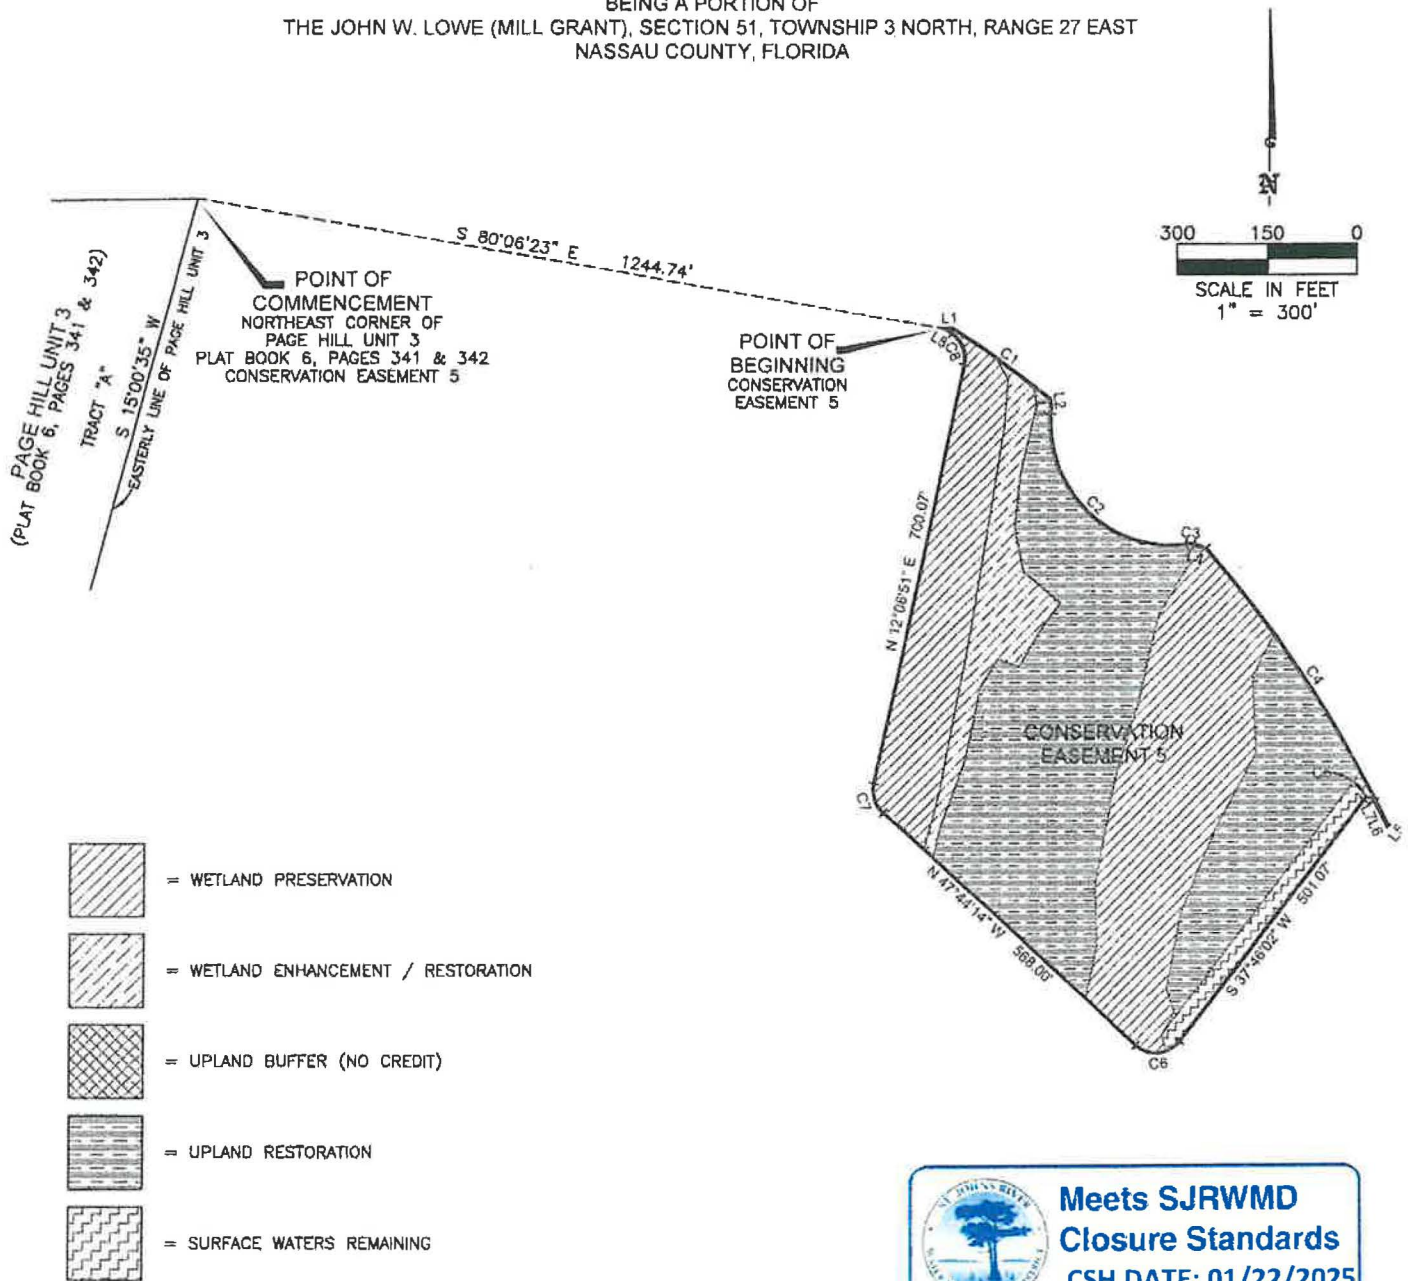 BEING A PORTION OF
THE JOHN W. LOWE (MILL GRANT), SECTION 51, TOWNSHIP 3 NORTH, RANGE 27 EAST
NASSAU COUNTY, FLORIDA
N
300 150 0
SCALE IN FEET
1" = 300'
S 80°06'23" E 1244.74'
PAGE HILL UNIT 3
(PLAT BOOK 6, PAGES 341 & 342)
TRACT "A"
S 15°00'35" W
EASTERLY LINE OF PAGE HILL UNIT 3
POINT OF
COMMENCEMENT
NORTHEAST CORNER OF
PAGE HILL UNIT 3
PLAT BOOK 6, PAGES 341 & 342
CONSERVATION EASEMENT 5
POINT OF
BEGINNING
CONSERVATION
EASEMENT 5
L1
L8
C8
C1
L2
C2
C3
L4
C4
N 12°06'51" E 700.07'
CONSERVATION
EASEMENT 5
L7
L6
C7
N 47°44'14" W 568.00'
S 37°46'02" W 501.07'
C6
= WETLAND PRESERVATION
= WETLAND ENHANCEMENT / RESTORATION
= UPLAND BUFFER (NO CREDIT)
= UPLAND RESTORATION
= SURFACE WATERS REMAINING
ST. JOHNS RIVER
Meets SJRWMD
Closure Standards
CSH DATE: 01/22/2025